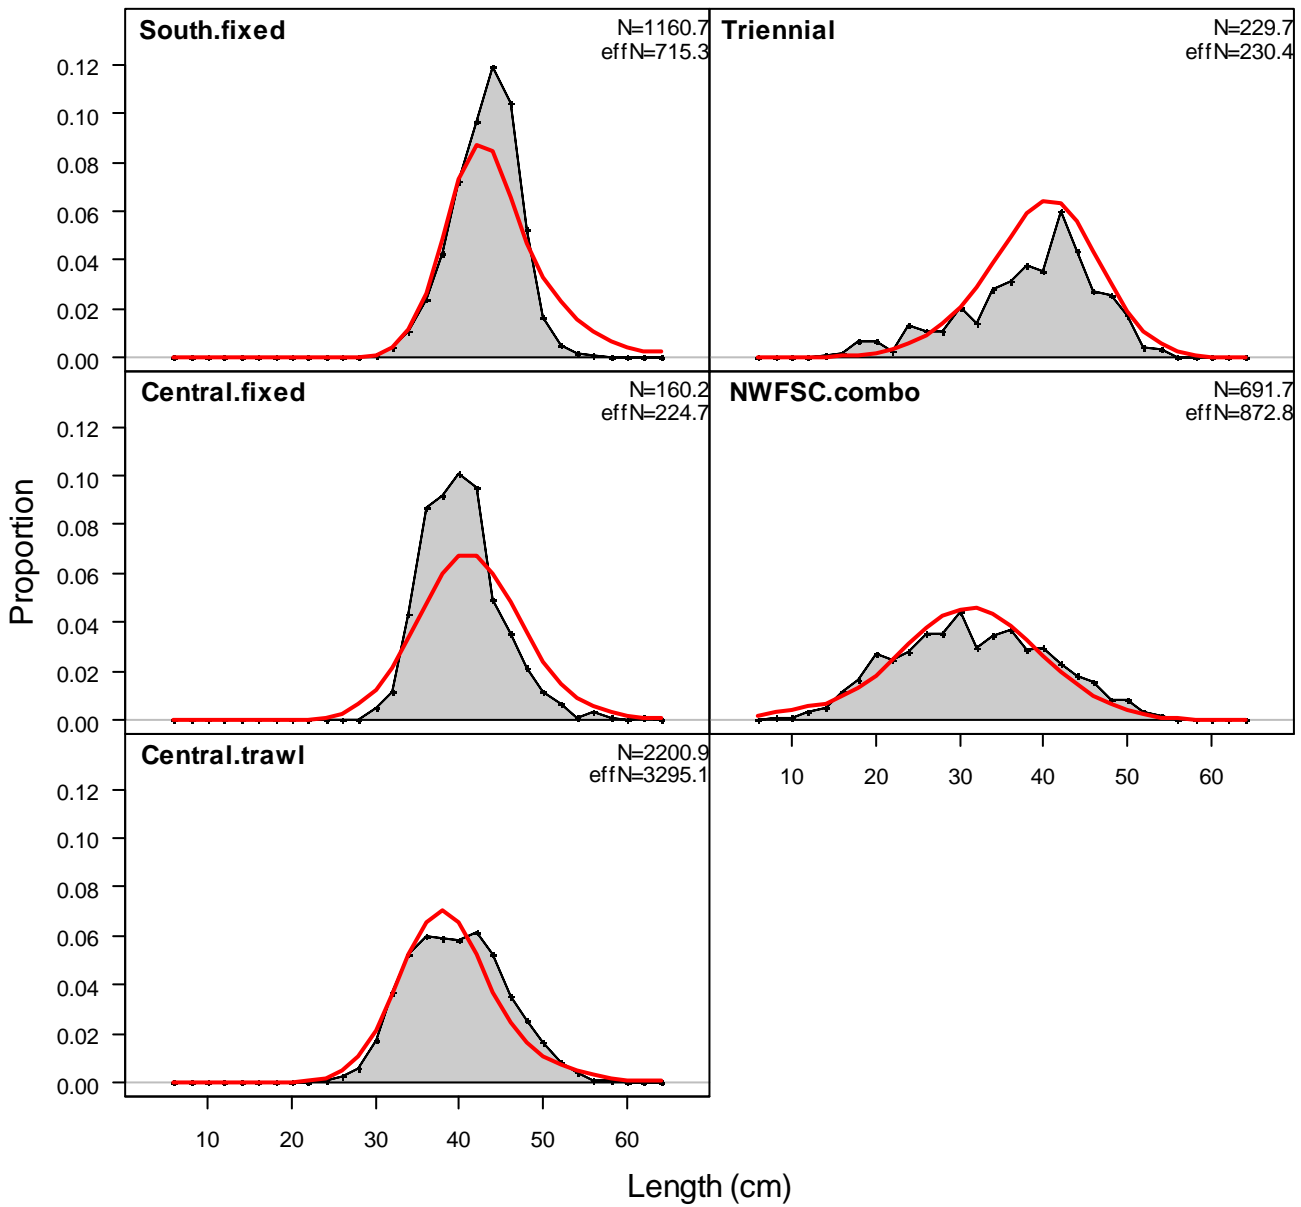 South.fixed
N=1160.7
effN=715.3
0.12
0.10
0.08
0.06
0.04
0.02
0.00
Triennial
N=229.7
effN=230.4
Central.fixed
N=160.2
effN=224.7
0.12
0.10
0.08
0.06
0.04
0.02
0.00
NWFSC.combo
N=691.7
effN=872.8
10 20 30 40 50 60
Central.trawl
N=2200.9
effN=3295.1
0.12
0.10
0.08
0.06
0.04
0.02
0.00
10 20 30 40 50 60
Proportion
Length (cm)